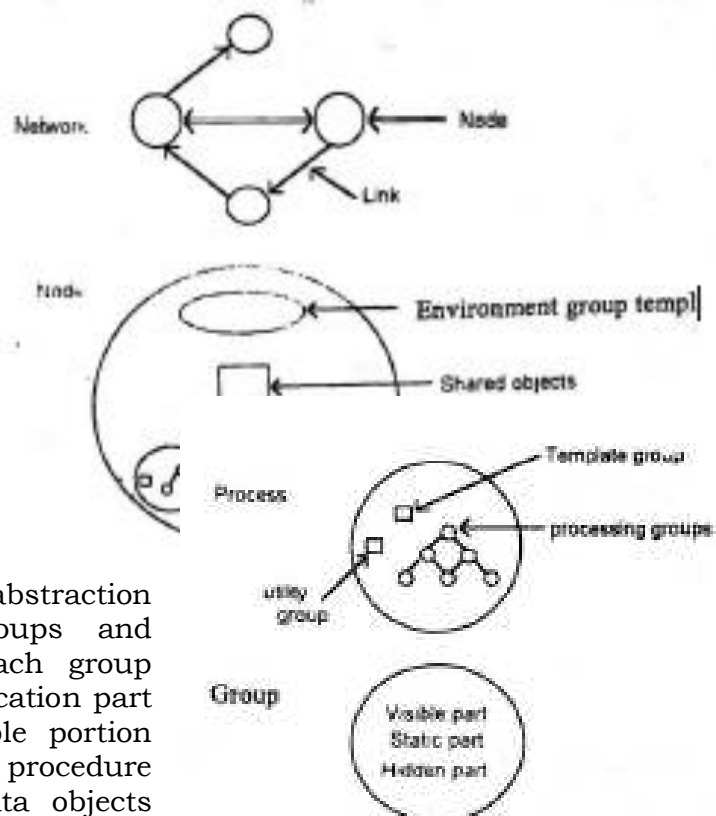 Network
Node
Link
Node
Environment group templ
Shared objects
Template group
Process
processing groups
utility
group
abstraction
oups and
ach group
cation part
le portion
procedure
ta objects
Group
Visible part
Static part
Hidden part